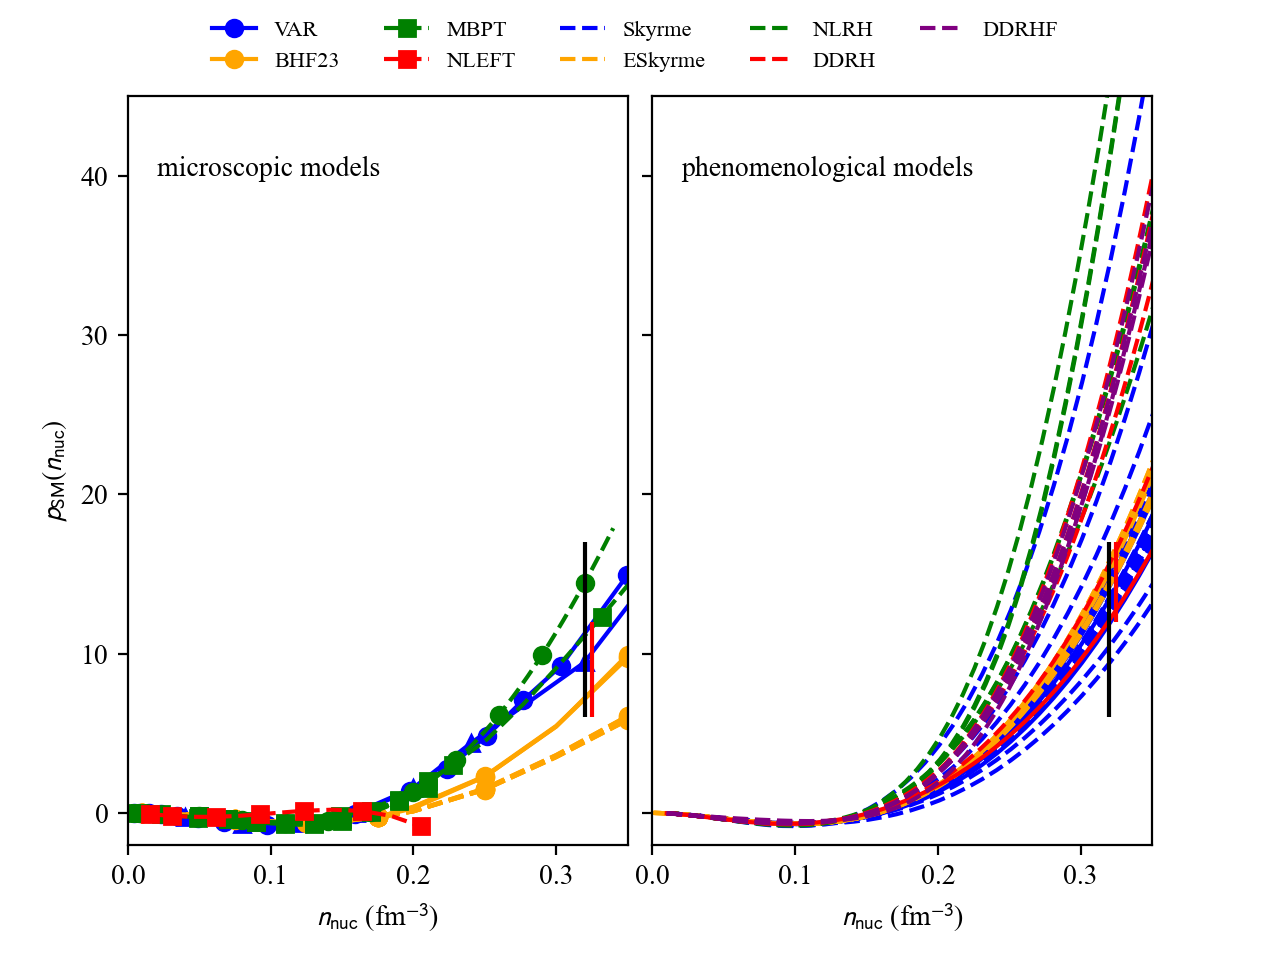 VAR MBPT Skyrme NLRH DDRHF
BHF23 NLEFT ESkyrme DDRH
microscopic models phenomenological models
40
30
20
10
0
p_SM(n_nuc)
0.0 0.1 0.2 0.3 0.0 0.1 0.2 0.3
n_nuc (fm⁻³) n_nuc (fm⁻³)